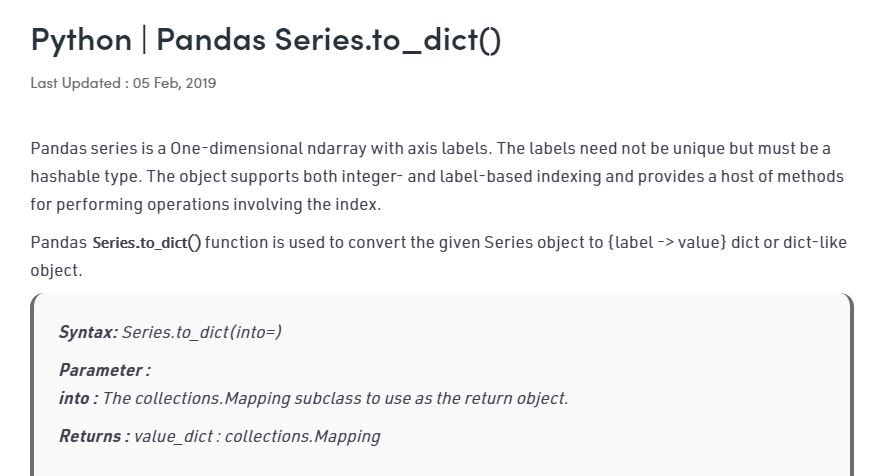 Python | Pandas Series.to_dict()
Last Updated : 05 Feb, 2019
Pandas series is a One-dimensional ndarray with axis labels. The labels need not be unique but must be a
hashable type. The object supports both integer- and label-based indexing and provides a host of methods
for performing operations involving the index.
Pandas Series.to_dict() function is used to convert the given Series object to {label -> value} dict or dict-like
object.
Syntax: Series.to_dict(into=)
Parameter :
into : The collections.Mapping subclass to use as the return object.
Returns : value_dict : collections.Mapping